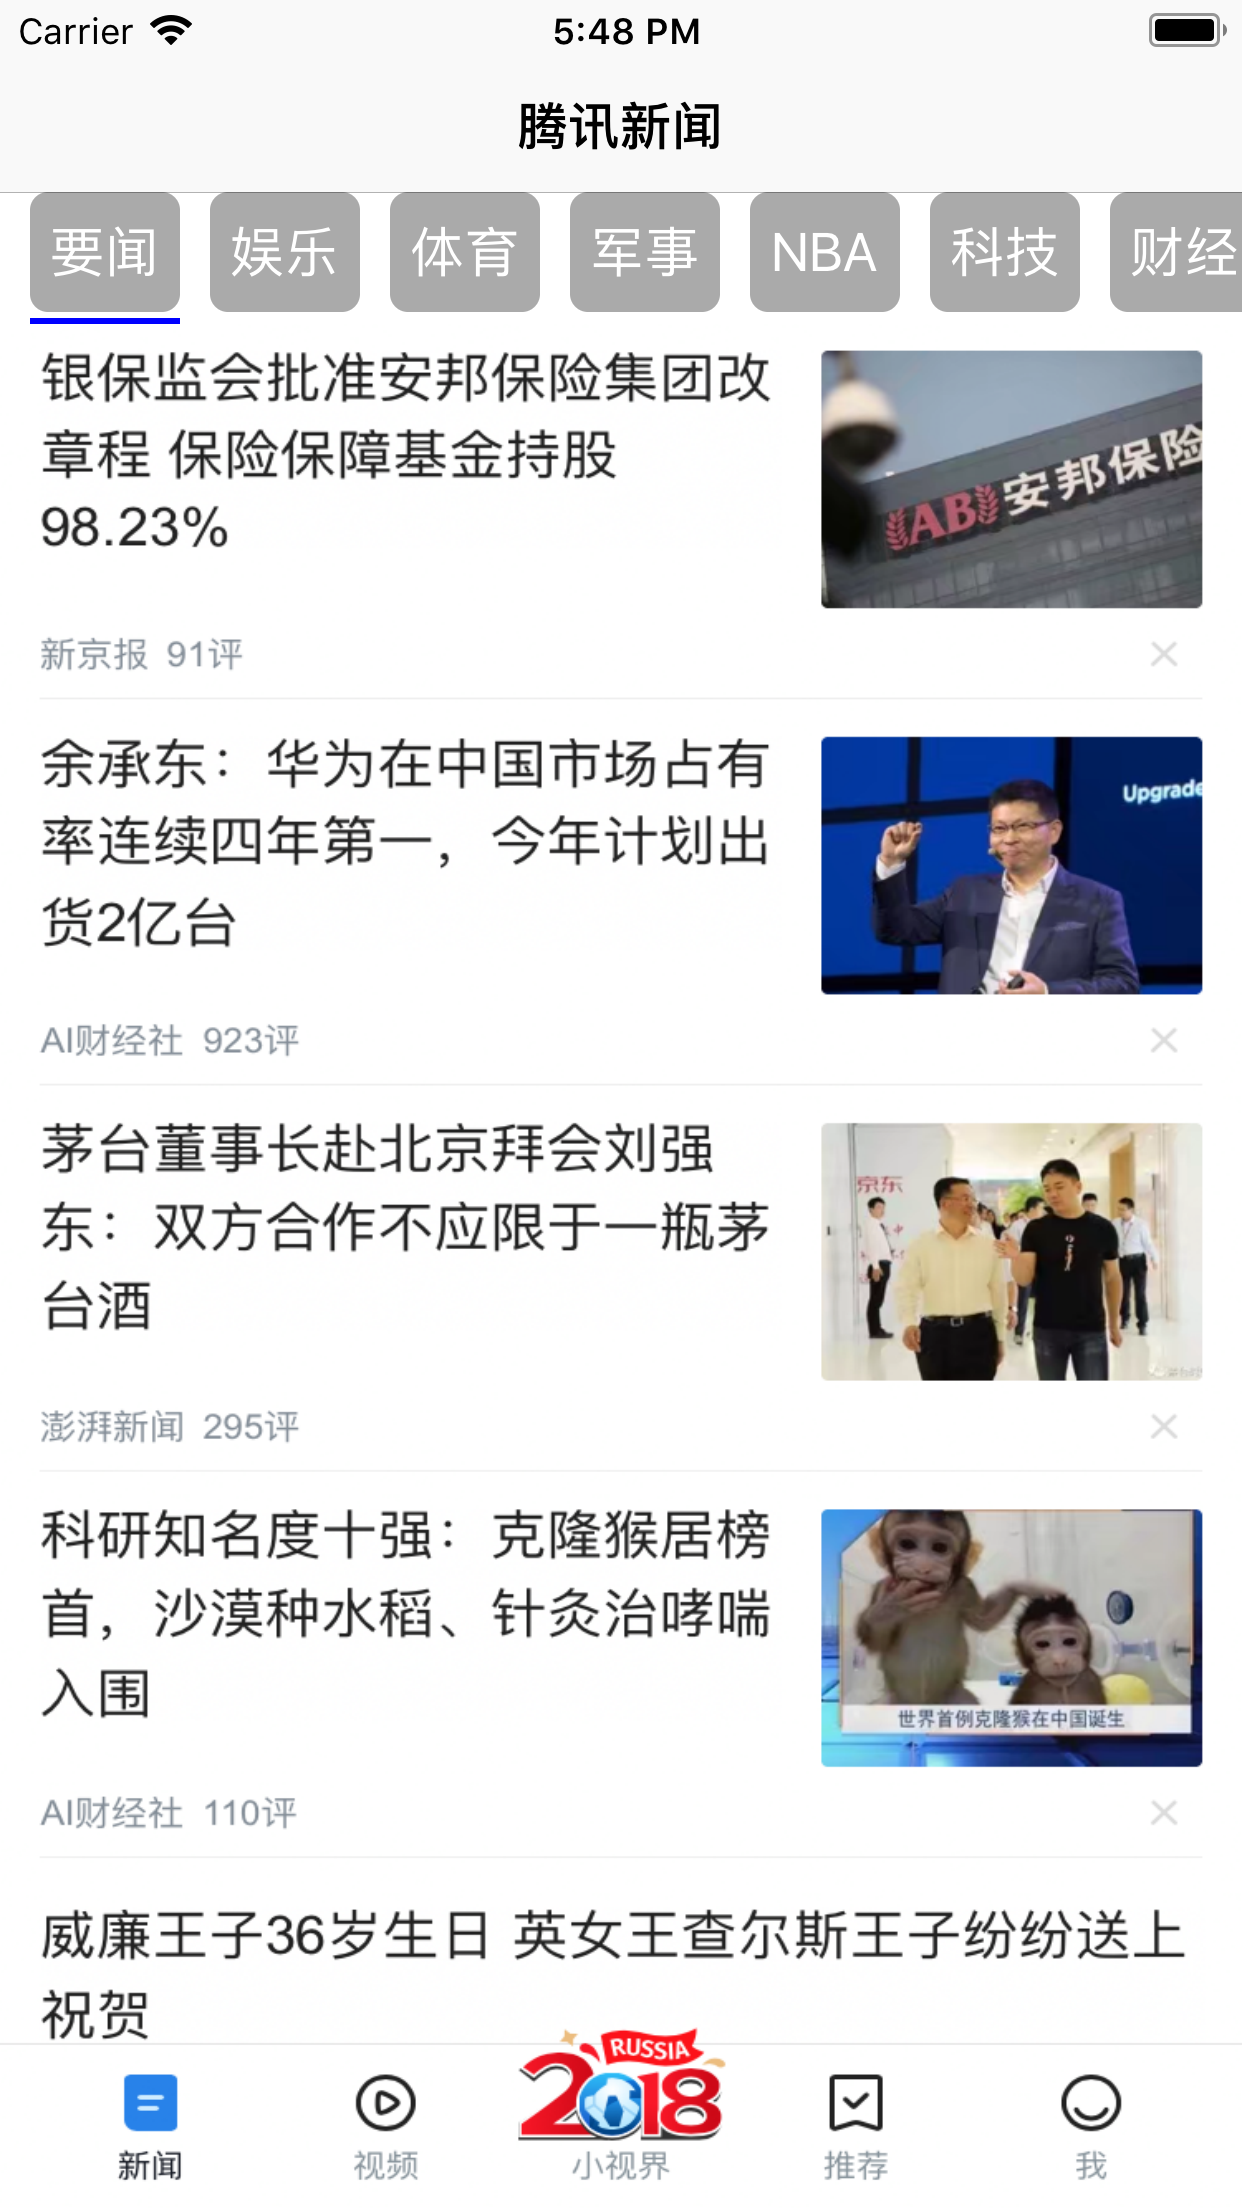 Carrier 5:48 PM
腾讯新闻
要闻 娱乐 体育 军事 NBA 科技 财经
银保监会批准安邦保险集团改
章程 保险保障基金持股
98.23%
AB安邦保险
新京报 91评
余承东：华为在中国市场占有
率连续四年第一，今年计划出
货2亿台
Upgrade
AI财经社 923评
茅台董事长赴北京拜会刘强
东：双方合作不应限于一瓶茅
台酒
京东
澎湃新闻 295评
科研知名度十强：克隆猴居榜
首，沙漠种水稻、针灸治哮喘
入围
世界首例克隆猴在中国诞生
AI财经社 110评
威廉王子36岁生日 英女王查尔斯王子纷纷送上
祝贺
RUSSIA
2018
新闻 视频 小视界 推荐 我